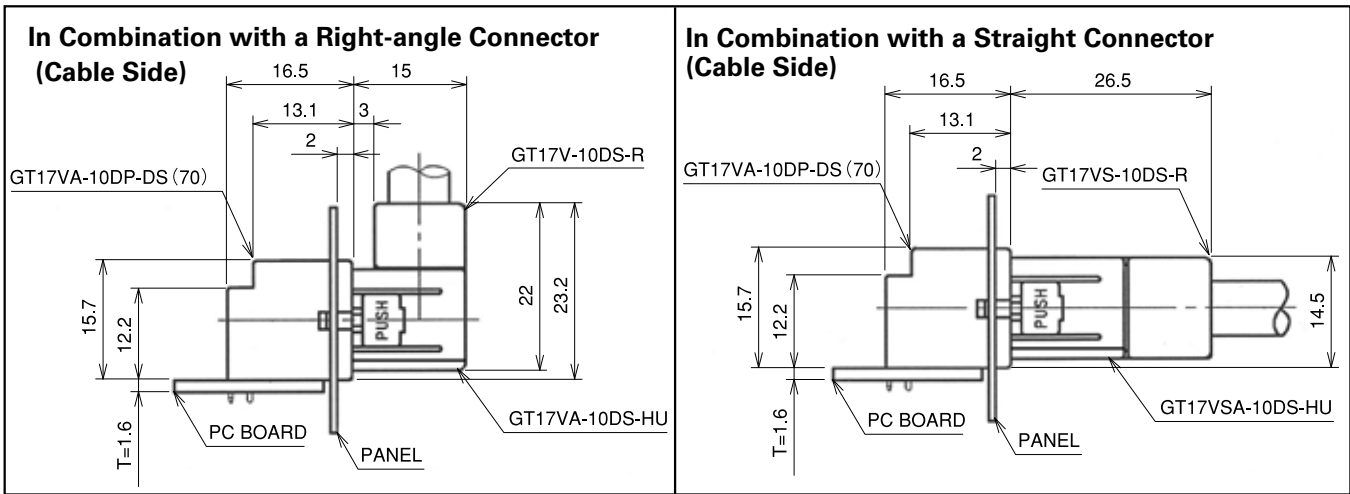 In Combination with a Right-angle Connector
(Cable Side)
16.5
15
13.1
3
2
GT17V-10DS-R
GT17VA-10DP-DS (70)
15.7
12.2
PUSH
22
23.2
T=1.6
PC BOARD
PANEL
GT17VA-10DS-HU
In Combination with a Straight Connector
(Cable Side)
16.5
26.5
13.1
2
GT17VA-10DP-DS (70)
GT17VS-10DS-R
15.7
12.2
PUSH
14.5
T=1.6
PC BOARD
PANEL
GT17VSA-10DS-HU